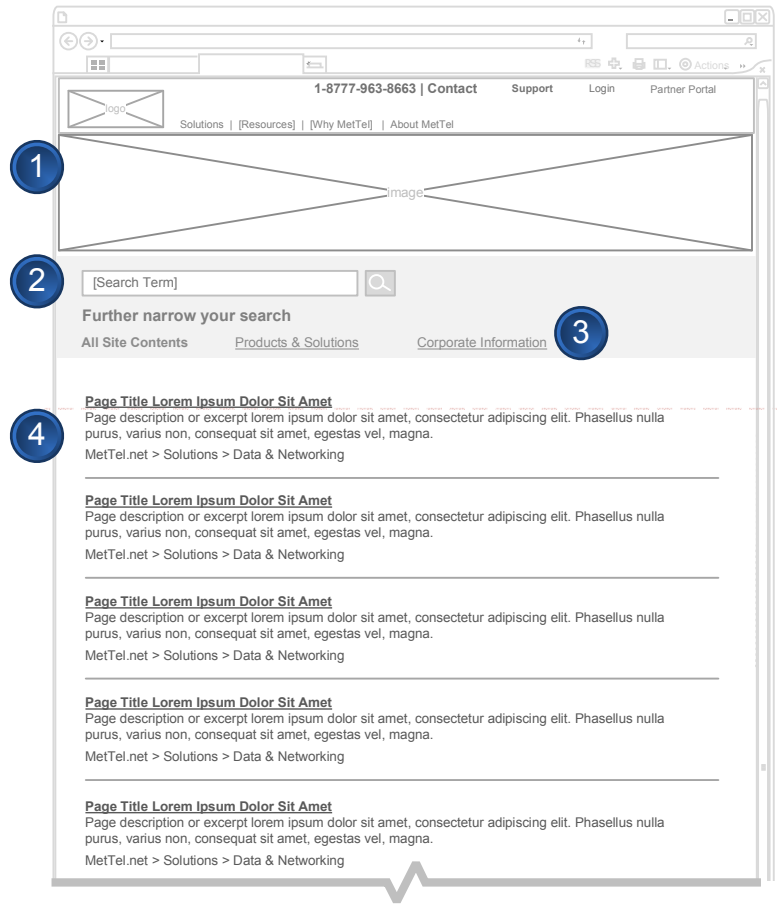 RSS Actions
1-8777-963-8663 | Contact Support Login Partner Portal
logo
Solutions | [Resources] | [Why MetTel] | About MetTel
1
image
2
[Search Term]
Further narrow your search
3
All Site Contents Products & Solutions Corporate Information
Page Title Lorem Ipsum Dolor Sit Amet
4
Page description or excerpt lorem ipsum dolor sit amet, consectetur adipiscing elit. Phasellus nulla
purus, varius non, consequat sit amet, egestas vel, magna.
MetTel.net > Solutions > Data & Networking
Page Title Lorem Ipsum Dolor Sit Amet
Page description or excerpt lorem ipsum dolor sit amet, consectetur adipiscing elit. Phasellus nulla
purus, varius non, consequat sit amet, egestas vel, magna.
MetTel.net > Solutions > Data & Networking
Page Title Lorem Ipsum Dolor Sit Amet
Page description or excerpt lorem ipsum dolor sit amet, consectetur adipiscing elit. Phasellus nulla
purus, varius non, consequat sit amet, egestas vel, magna.
MetTel.net > Solutions > Data & Networking
Page Title Lorem Ipsum Dolor Sit Amet
Page description or excerpt lorem ipsum dolor sit amet, consectetur adipiscing elit. Phasellus nulla
purus, varius non, consequat sit amet, egestas vel, magna.
MetTel.net > Solutions > Data & Networking
Page Title Lorem Ipsum Dolor Sit Amet
Page description or excerpt lorem ipsum dolor sit amet, consectetur adipiscing elit. Phasellus nulla
purus, varius non, consequat sit amet, egestas vel, magna.
MetTel.net > Solutions > Data & Networking